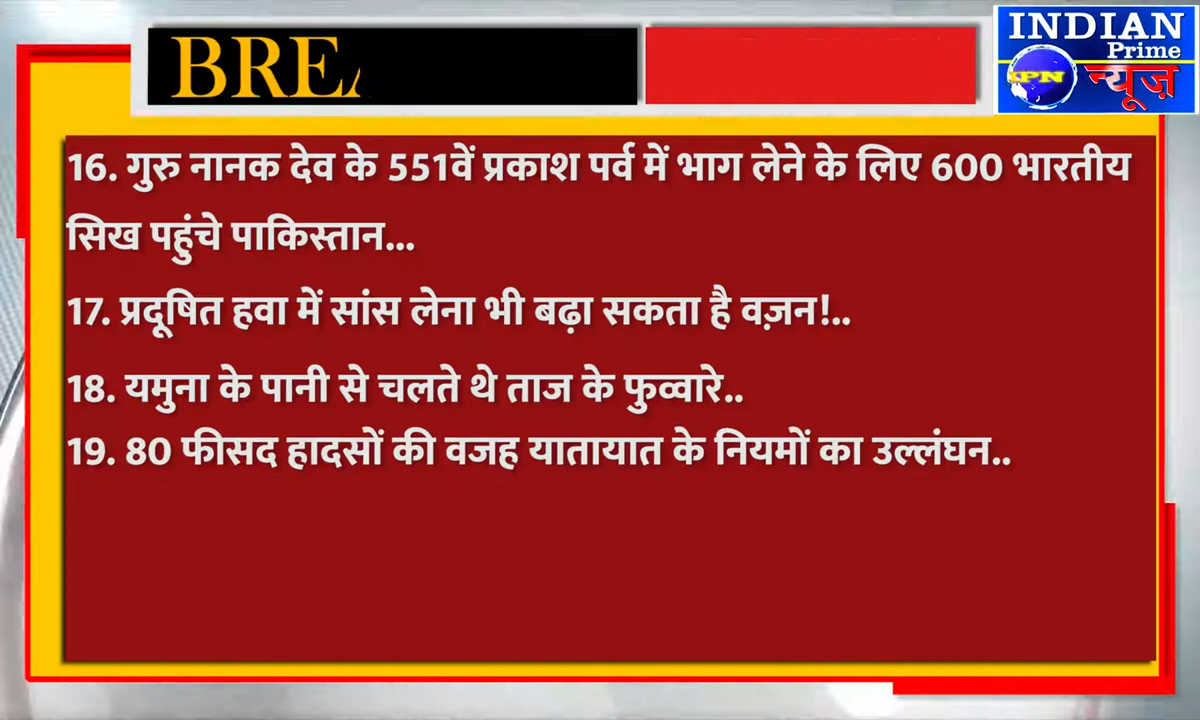 BREA
INDIAN
Prime
IPN
न्यूज़
16. गुरु नानक देव के 551वें प्रकाश पर्व में भाग लेने के लिए 600 भारतीय
सिख पहुंचे पाकिस्तान...
17. प्रदूषित हवा में सांस लेना भी बढ़ा सकता है वज़न!..
18. यमुना के पानी से चलते थे ताज के फुव्वारे..
19. 80 फीसद हादसों की वजह यातायात के नियमों का उल्लंघन..